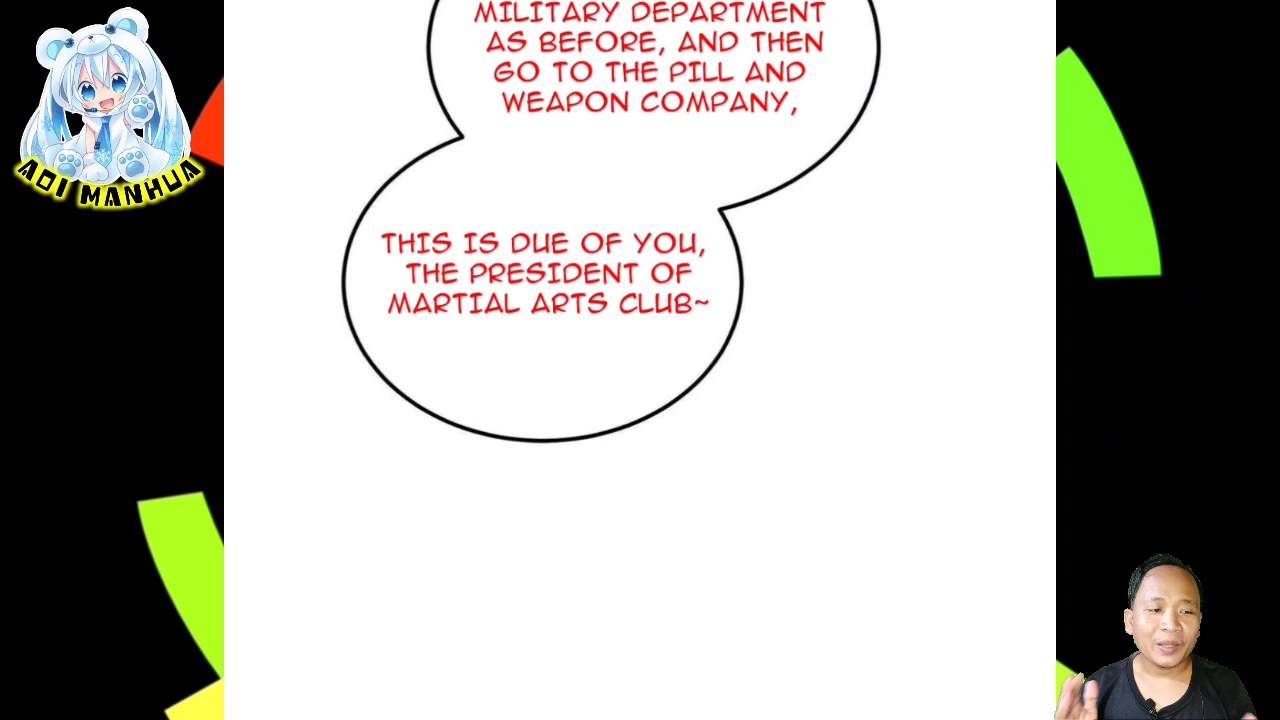 MILITARY DEPARTMENT
AS BEFORE, AND THEN
GO TO THE PILL AND
WEAPON COMPANY,
THIS IS DUE OF YOU,
THE PRESIDENT OF
MARTIAL ARTS CLUB~
AOI MANHUA